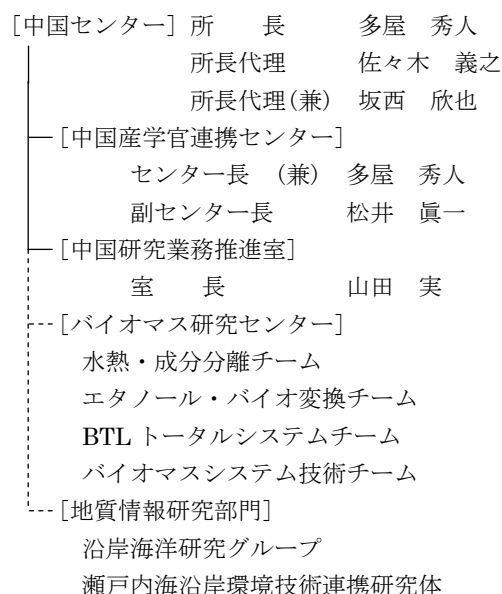 [中国センター] 所　　長　　　多屋　秀人
所長代理　　　佐々木　義之
所長代理(兼)　坂西　欣也
[中国産学官連携センター]
センター長　(兼)　多屋　秀人
副センター長　　　松井　眞一
[中国研究業務推進室]
室　　長　　　　　山田　実
[バイオマス研究センター]
水熱・成分分離チーム
エタノール・バイオ変換チーム
BTL トータルシステムチーム
バイオマスシステム技術チーム
[地質情報研究部門]
沿岸海洋研究グループ
瀬戸内海沿岸環境技術連携研究体